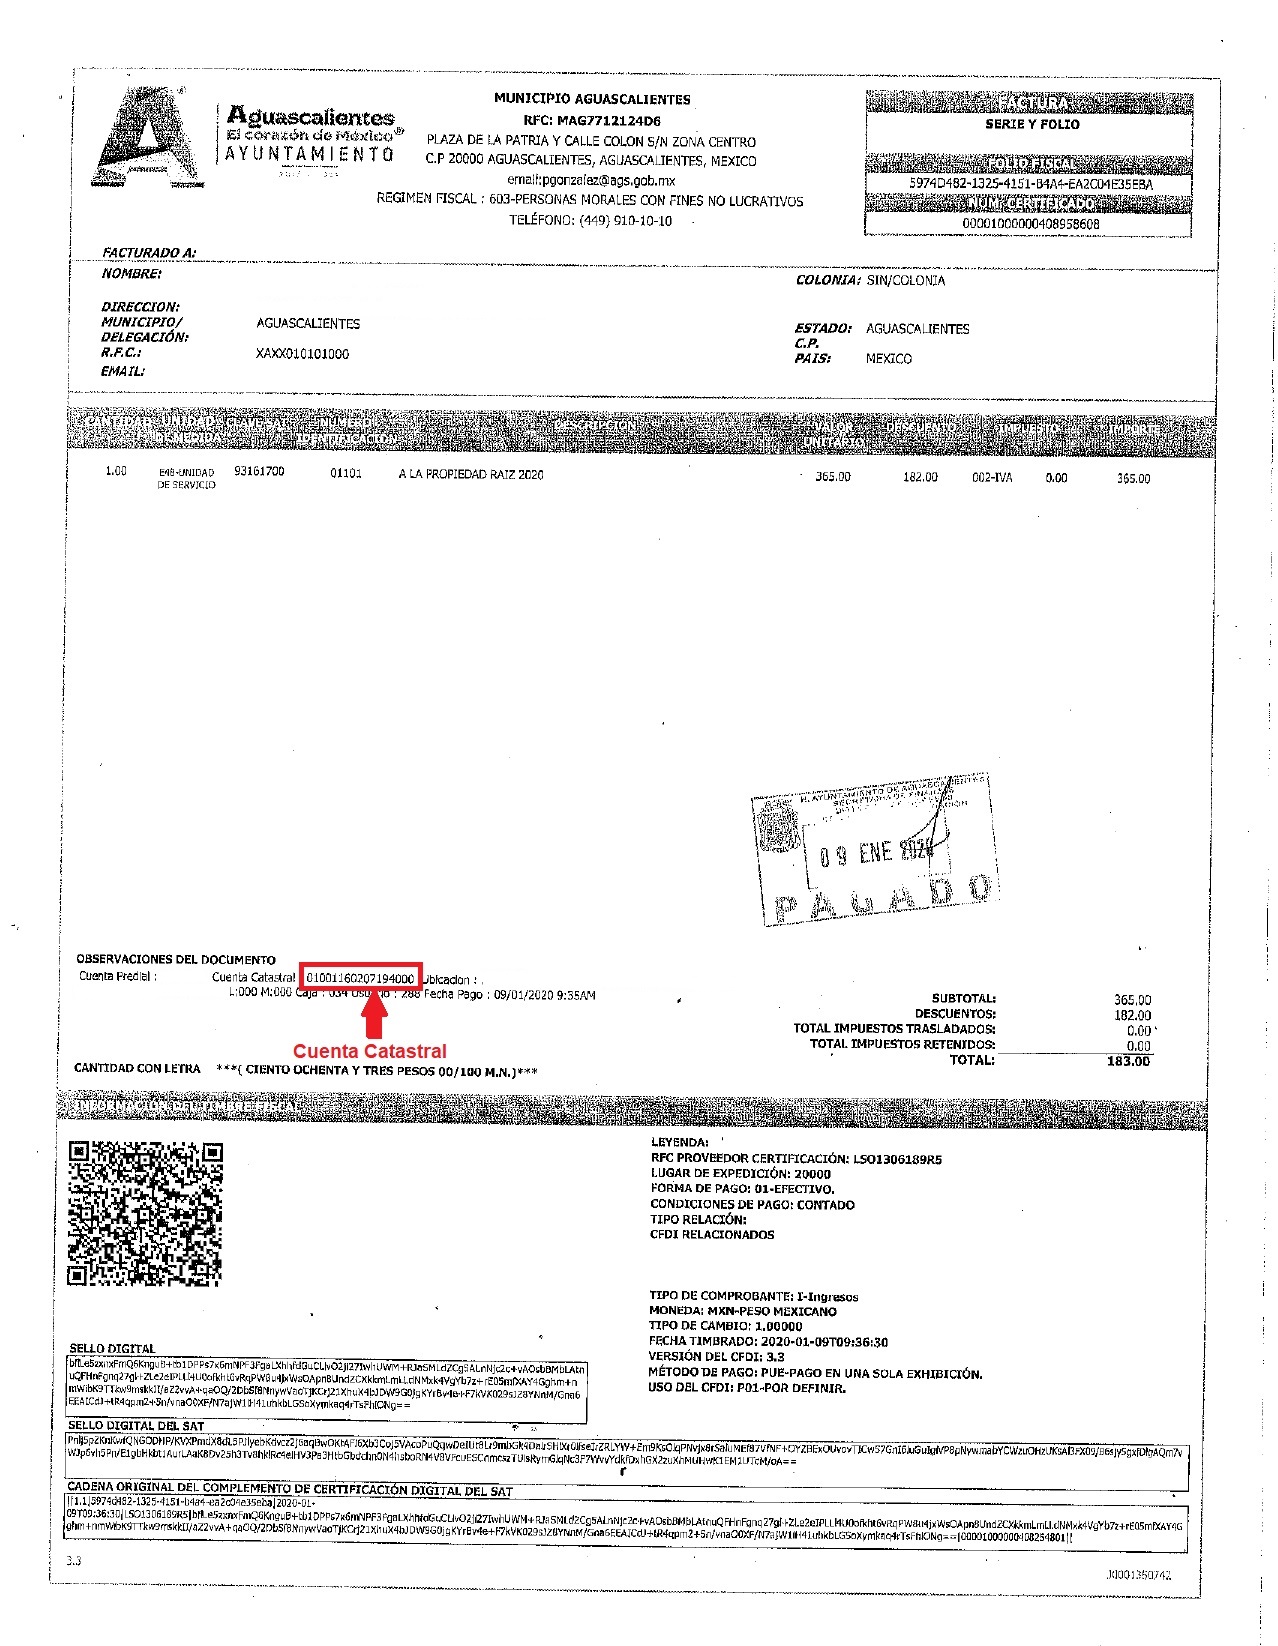 Aguascalientes
El corazón de México®
AYUNTAMIENTO
MUNICIPIO AGUASCALIENTES
RFC: MAG7712124D6
PLAZA DE LA PATRIA Y CALLE COLON S/N ZONA CENTRO
C.P 20000 AGUASCALIENTES, AGUASCALIENTES, MEXICO
email:pgonzalez@ags.gob.mx
REGIMEN FISCAL : 603-PERSONAS MORALES CON FINES NO LUCRATIVOS
TELÉFONO: (449) 910-10-10
FACTURA
SERIE Y FOLIO
FOLIO FISCAL
5974D482-1325-4151-B4A4-EA2C04E35EBA
NUM. CERTIFICADO
00001000000408958608
FACTURADO A:
NOMBRE:
COLONIA: SIN/COLONIA
DIRECCION:
MUNICIPIO/ DELEGACIÓN: AGUASCALIENTES
ESTADO: AGUASCALIENTES
C.P.
R.F.C.: XAXX010101000
PAIS: MEXICO
EMAIL:
CANTIDAD UNIDAD DE MEDIDA CLAVE SAT NUMERO IDENTIFICACION DESCRIPCION VALOR UNITARIO DESCUENTO IMPUESTO IMPORTE
1.00 E48-UNIDAD DE SERVICIO 93161700 01101 A LA PROPIEDAD RAIZ 2020 365.00 182.00 002-IVA 0.00 365.00
H. AYUNTAMIENTO DE AGUASCALIENTES
SECRETARIA DE FINANZAS
09 ENE 2020
PAGADO
OBSERVACIONES DEL DOCUMENTO
Cuenta Predial : Cuenta Catastral 01001160207194000 Ubicacion : .
L:000 M:000 Caja : 034 Usuario : 288 Fecha Pago : 09/01/2020 9:35AM
Cuenta Catastral
SUBTOTAL: 365.00
DESCUENTOS: 182.00
TOTAL IMPUESTOS TRASLADADOS: 0.00
TOTAL IMPUESTOS RETENIDOS: 0.00
TOTAL: 183.00
CANTIDAD CON LETRA ***( CIENTO OCHENTA Y TRES PESOS 00/100 M.N.)***
INFORMACION DEL TIMBRE FISCAL
LEYENDA:
RFC PROVEEDOR CERTIFICACIÓN: LSO1306189R5
LUGAR DE EXPEDICIÓN: 20000
FORMA DE PAGO: 01-EFECTIVO.
CONDICIONES DE PAGO: CONTADO
TIPO RELACIÓN:
CFDI RELACIONADOS
TIPO DE COMPROBANTE: I-Ingresos
MONEDA: MXN-PESO MEXICANO
TIPO DE CAMBIO: 1.00000
FECHA TIMBRADO: 2020-01-09T09:36:30
VERSIÓN DEL CFDI: 3.3
MÉTODO DE PAGO: PUE-PAGO EN UNA SOLA EXHIBICIÓN.
USO DEL CFDI: P01-POR DEFINIR.
SELLO DIGITAL
SELLO DIGITAL DEL SAT
CADENA ORIGINAL DEL COMPLEMENTO DE CERTIFICACIÓN DIGITAL DEL SAT
||1.1|5974d482-1325-4151-b4a4-ea2c04e35eba|2020-01-
3.3
J0001350742